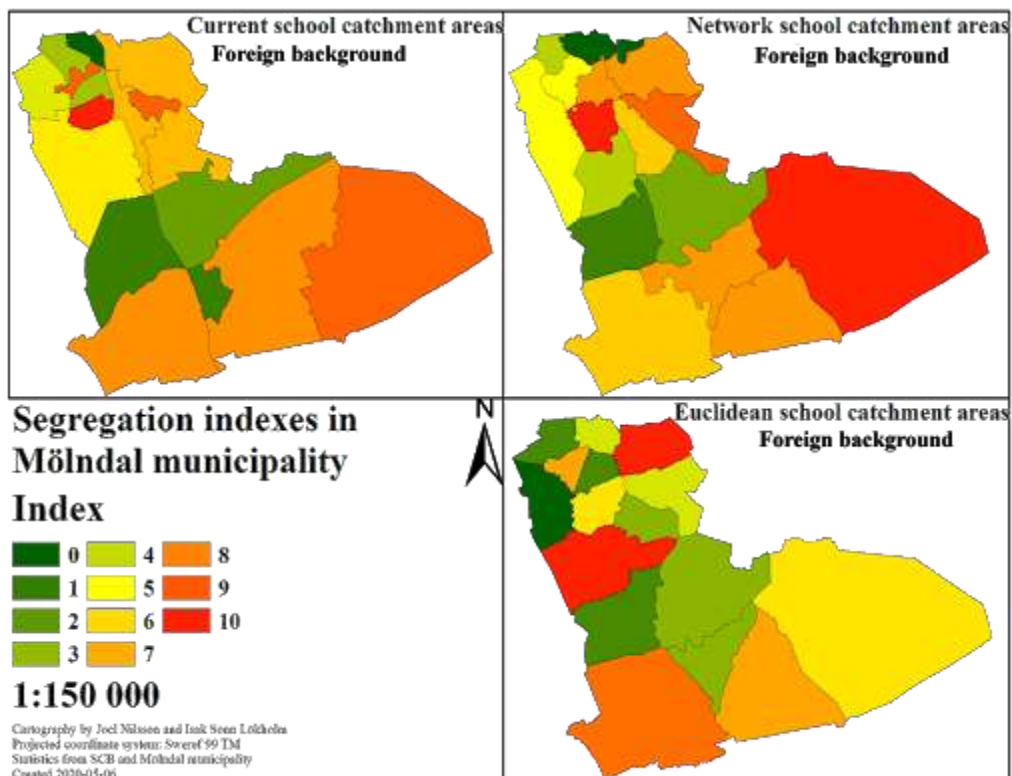 Current school catchment areas
Foreign background
Network school catchment areas
Foreign background
Segregation indexes in
Mölndal municipality
Index
0 4 8
1 5 9
2 6 10
3 7
1:150 000
Cartography by Joel Nilsson and Isak Sonn Lökholm
Projected coordinate system: Sweref 99 TM
Statistics from SCB and Mölndal municipality
Created 2020-05-06
N
Euclidean school catchment areas
Foreign background